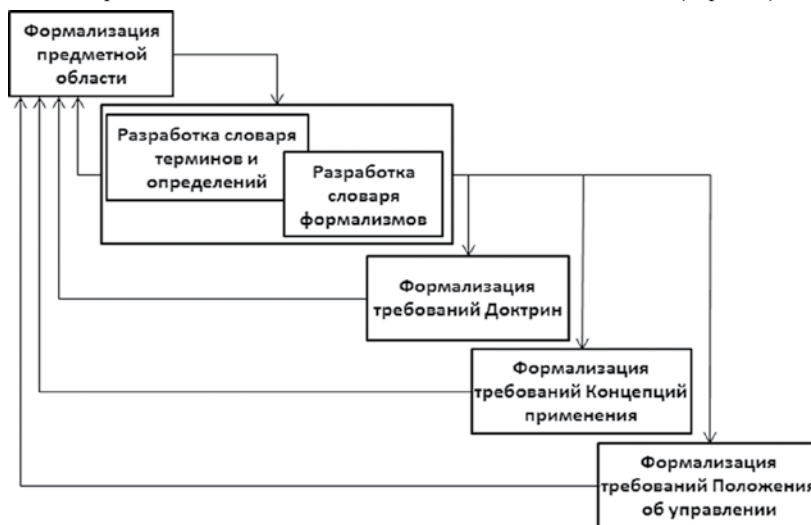 Формализация
предметной
области
Разработка словаря
терминов и
определений
Разработка
словаря
формализмов
Формализация
требований Доктрин
Формализация
требований Концепций
применения
Формализация
требований Положения
об управлении